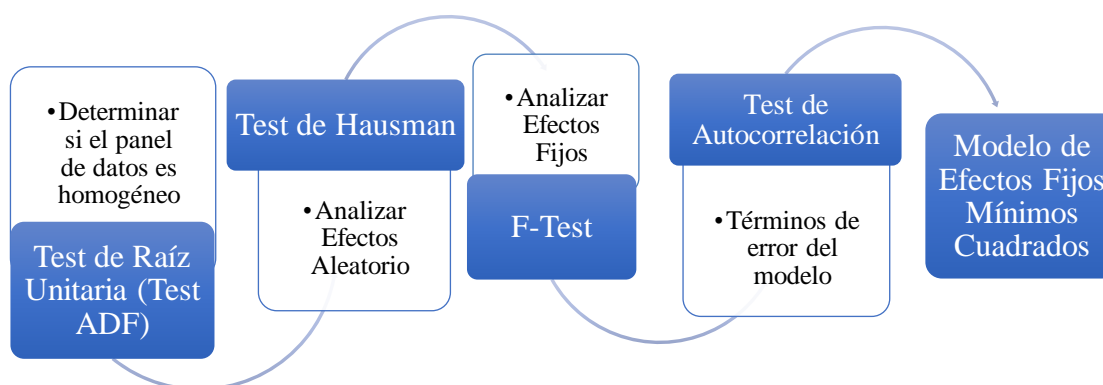 •Determinar
si el panel
de datos es
homogéneo
Test de Raíz
Unitaria (Test
ADF)
Test de Hausman
•Analizar
Efectos
Aleatorio
•Analizar
Efectos
Fijos
F-Test
Test de
Autocorrelación
•Términos de
error del
modelo
Modelo de
Efectos Fijos
Mínimos
Cuadrados